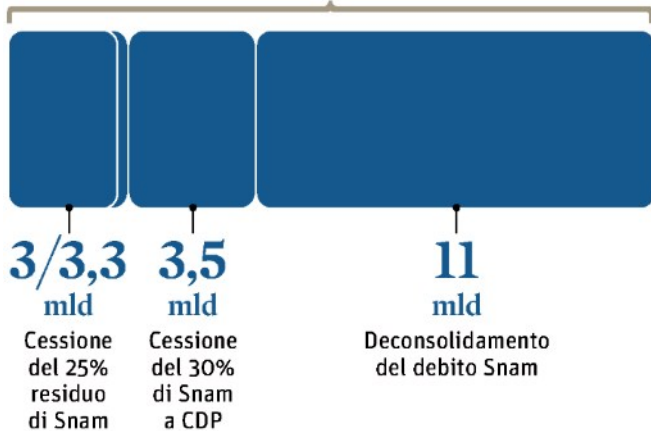 3/3,3
mld
Cessione
del 25%
residuo
di Snam
3,5
mld
Cessione
del 30%
di Snam
a CDP
11
mld
Deconsolidamento
del debito Snam